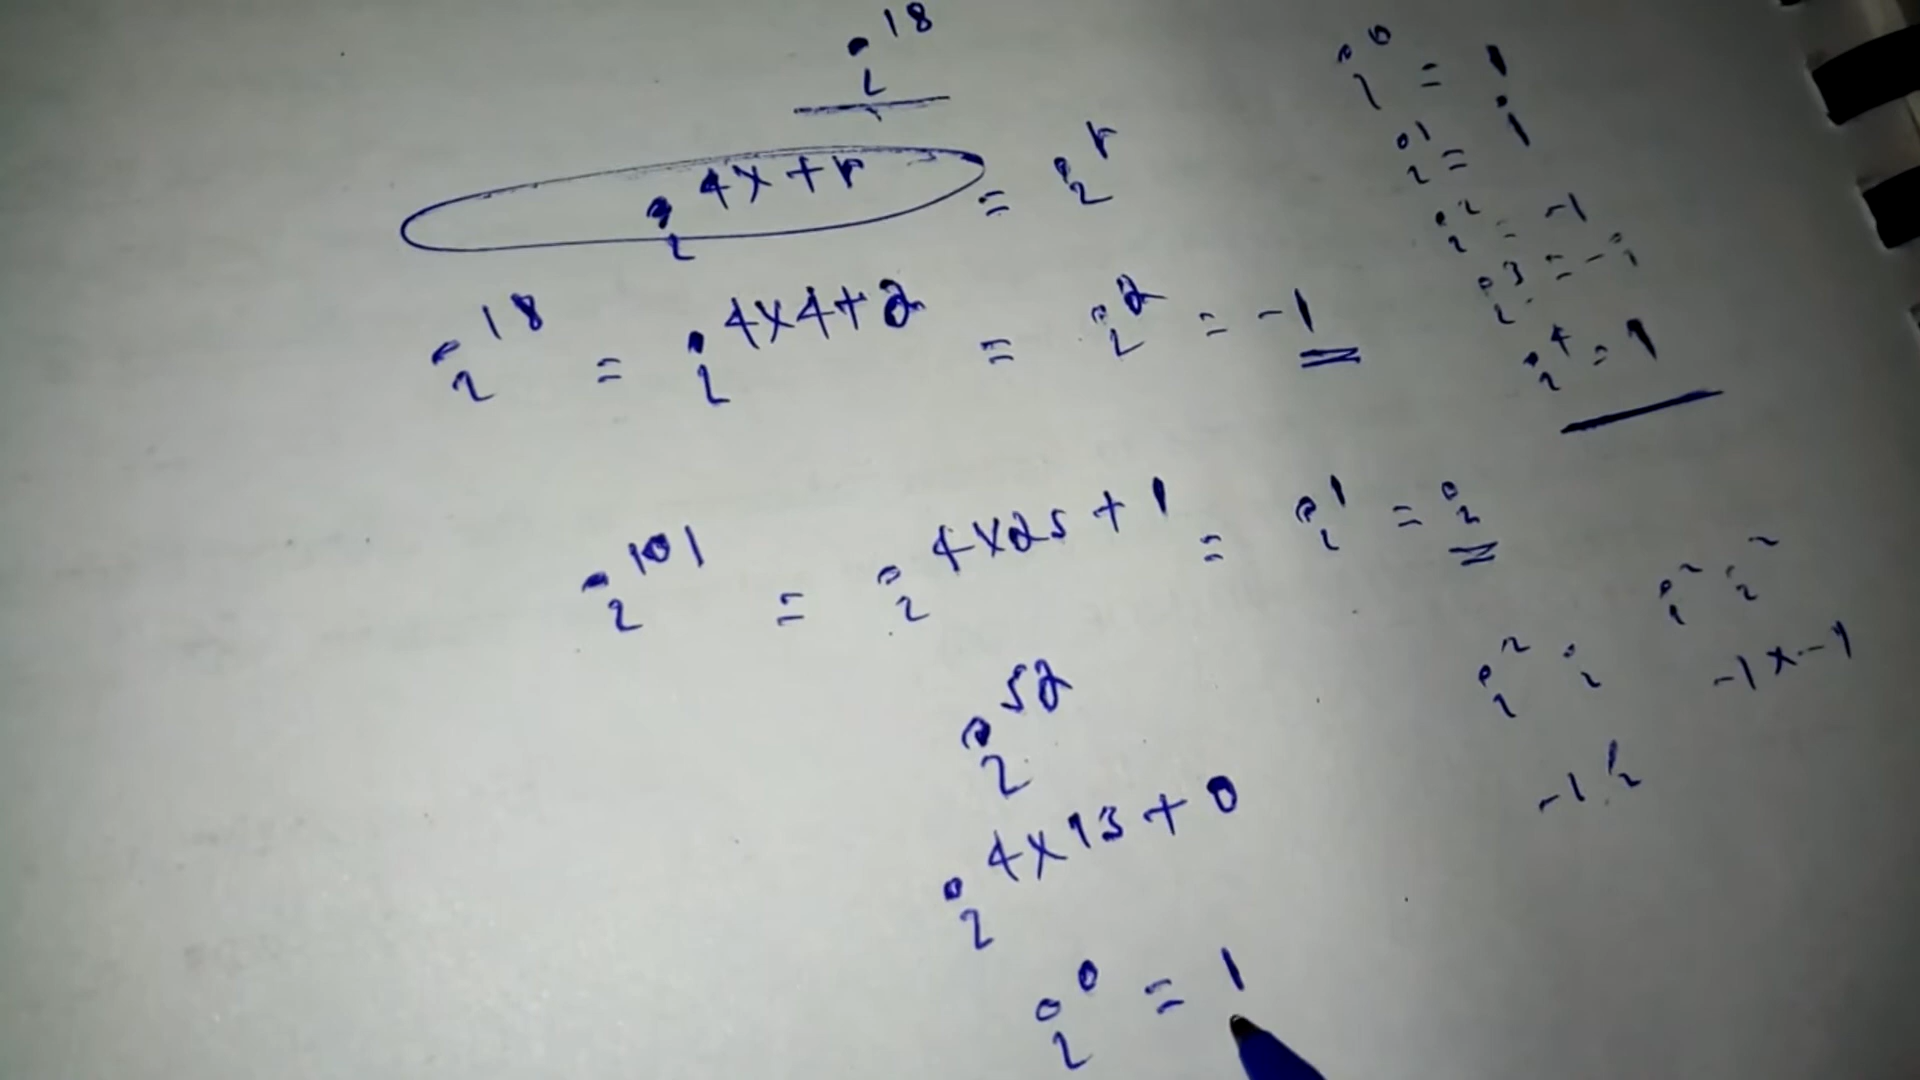 i^18
i^4x+r = i^r
i^18 = i^4x4+2 = i^2 = -1
i^101 = i^4x25+1 = i^1 = i
i^52
i^4x13+0
i^0 = 1
i^0 = 1
i^1 = i
i^2 = -1
i^3 = -i
i^4 = 1
i^2 i^2
i^2 i
-1 x -1
-1 i